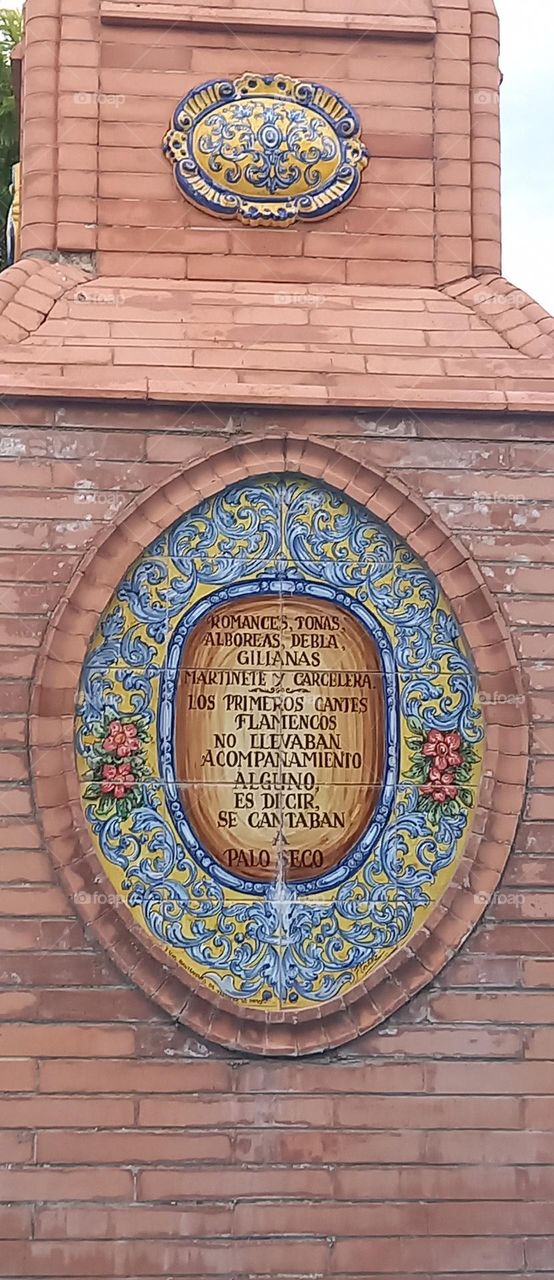 ROMANCES, TONAS,
ALBOREAS, DEBLA,
GILIANAS
MARTINETE Y CARCELERA.
LOS PRIMEROS CANTES
FLAMENCOS
NO LLEVABAN
ACOMPAÑAMIENTO
ALGUNO,
ES DECIR,
SE CANTABAN
A
PALO SECO
foap